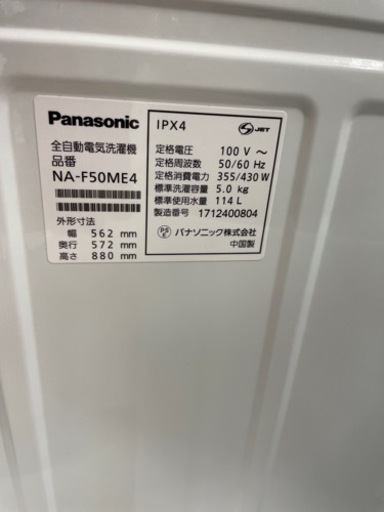 Panasonic
全自動電気洗濯機
品番
NA-F50ME4
外形寸法
幅 562 mm
奥行 572 mm
高さ 880 mm
IPX4
S JET
定格電圧 100 V ～
定格周波数 50/60 Hz
定格消費電力 355/430 W
標準洗濯容量 5.0 kg
標準使用水量 114 L
製造番号 1712400804
PS E パナソニック株式会社
中国製